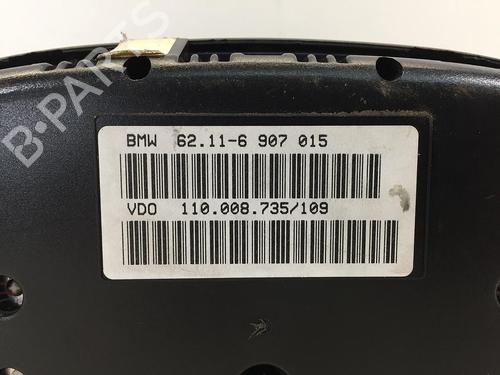 B-PARTS
BMW 62.11-6 907 015
VDO 110.008.735/109